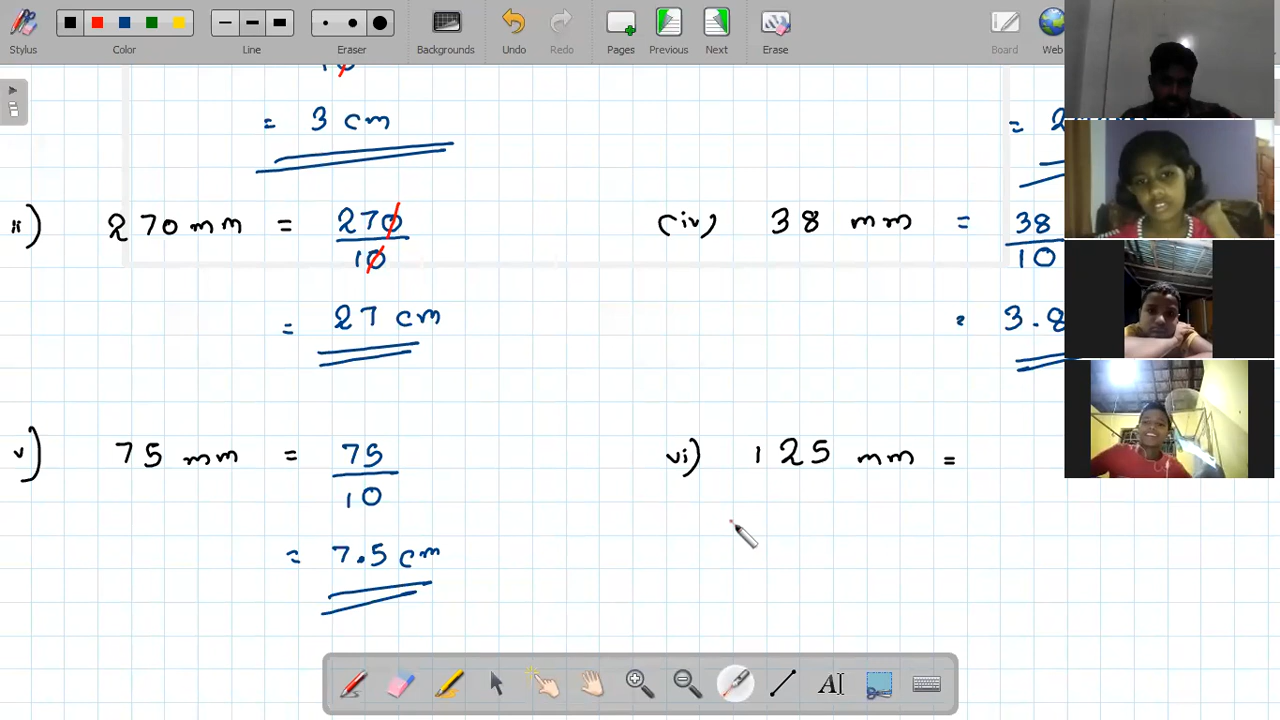 Stylus Color Line Eraser Backgrounds Undo Redo Pages Previous Next Erase Board Web
10
= 3 cm
= 2
ii) 270 mm = 270
10
= 27 cm
(iv) 38 mm = 38
10
= 3.8
v) 75 mm = 75
10
= 7.5 cm
vi) 125 mm =